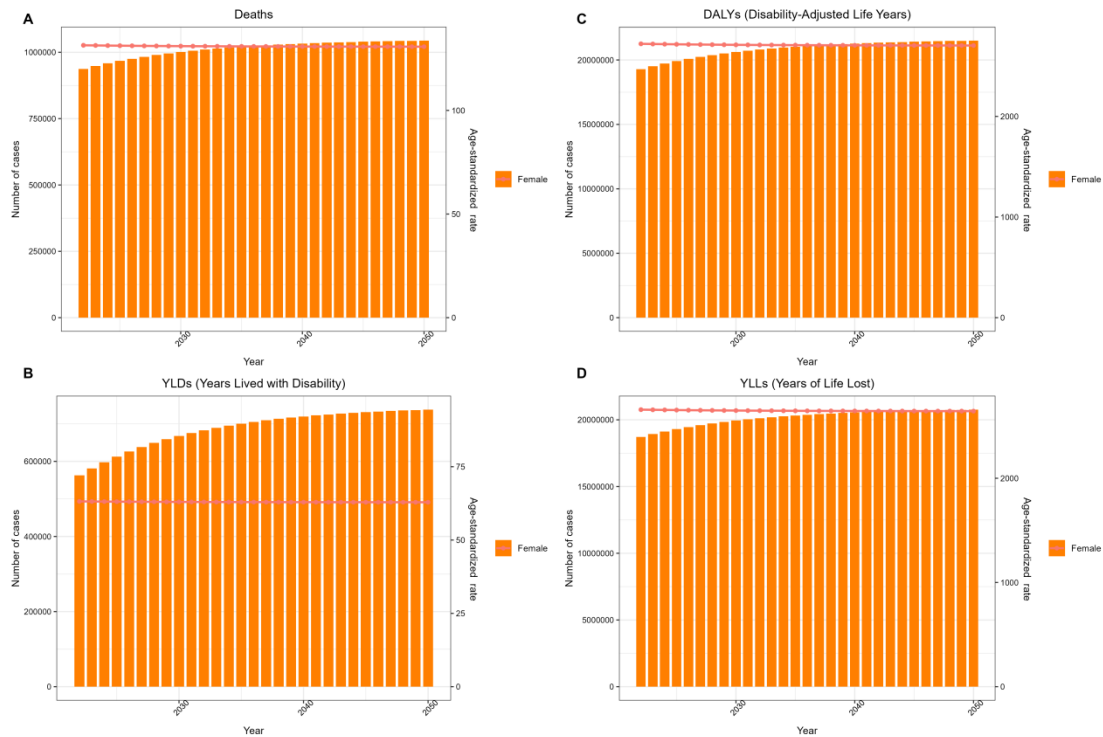 A
Deaths
Number of cases
1000000
750000
500000
250000
0
100
50
0
Age-standardized rate
2030
2040
2050
Year
Female
C
DALYs (Disability-Adjusted Life Years)
Number of cases
20000000
15000000
10000000
5000000
0
2000
1000
0
Age-standardized rate
2030
2040
2050
Year
Female
B
YLDs (Years Lived with Disability)
Number of cases
600000
400000
200000
0
75
50
25
0
Age-standardized rate
2030
2040
2050
Year
Female
D
YLLs (Years of Life Lost)
Number of cases
20000000
15000000
10000000
5000000
0
2000
1000
0
Age-standardized rate
2030
2040
2050
Year
Female